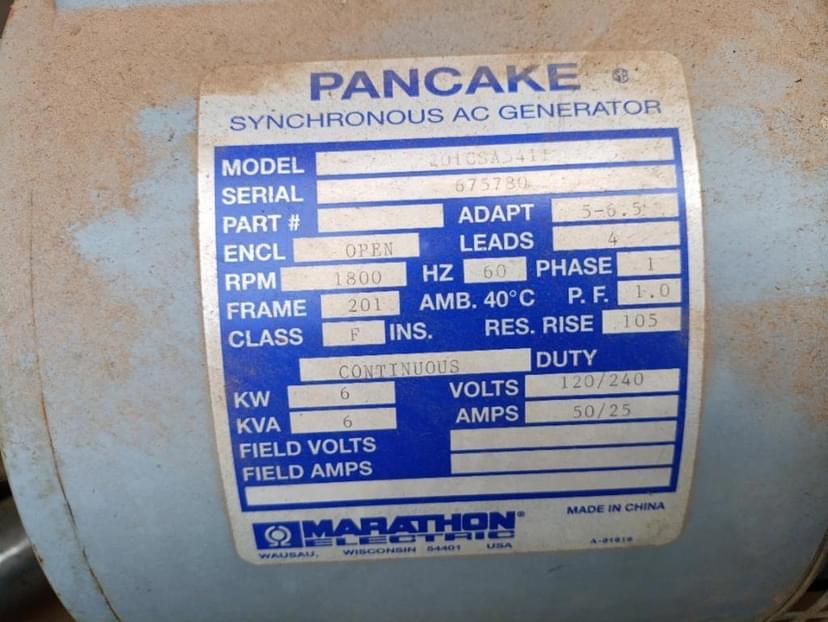 PANCAKE
SYNCHRONOUS AC GENERATOR
MODEL 201CSA5411
SERIAL 675780
PART # ADAPT 5-6.5
ENCL OPEN LEADS 4
RPM 1800 HZ 60 PHASE 1
FRAME 201 AMB. 40°C P. F. 1.0
CLASS F INS. RES. RISE 105
CONTINUOUS DUTY
KW 6 VOLTS 120/240
KVA 6 AMPS 50/25
FIELD VOLTS
FIELD AMPS
MARATHON®
ELECTRIC
MADE IN CHINA
WAUSAU, WISCONSIN 54401 USA